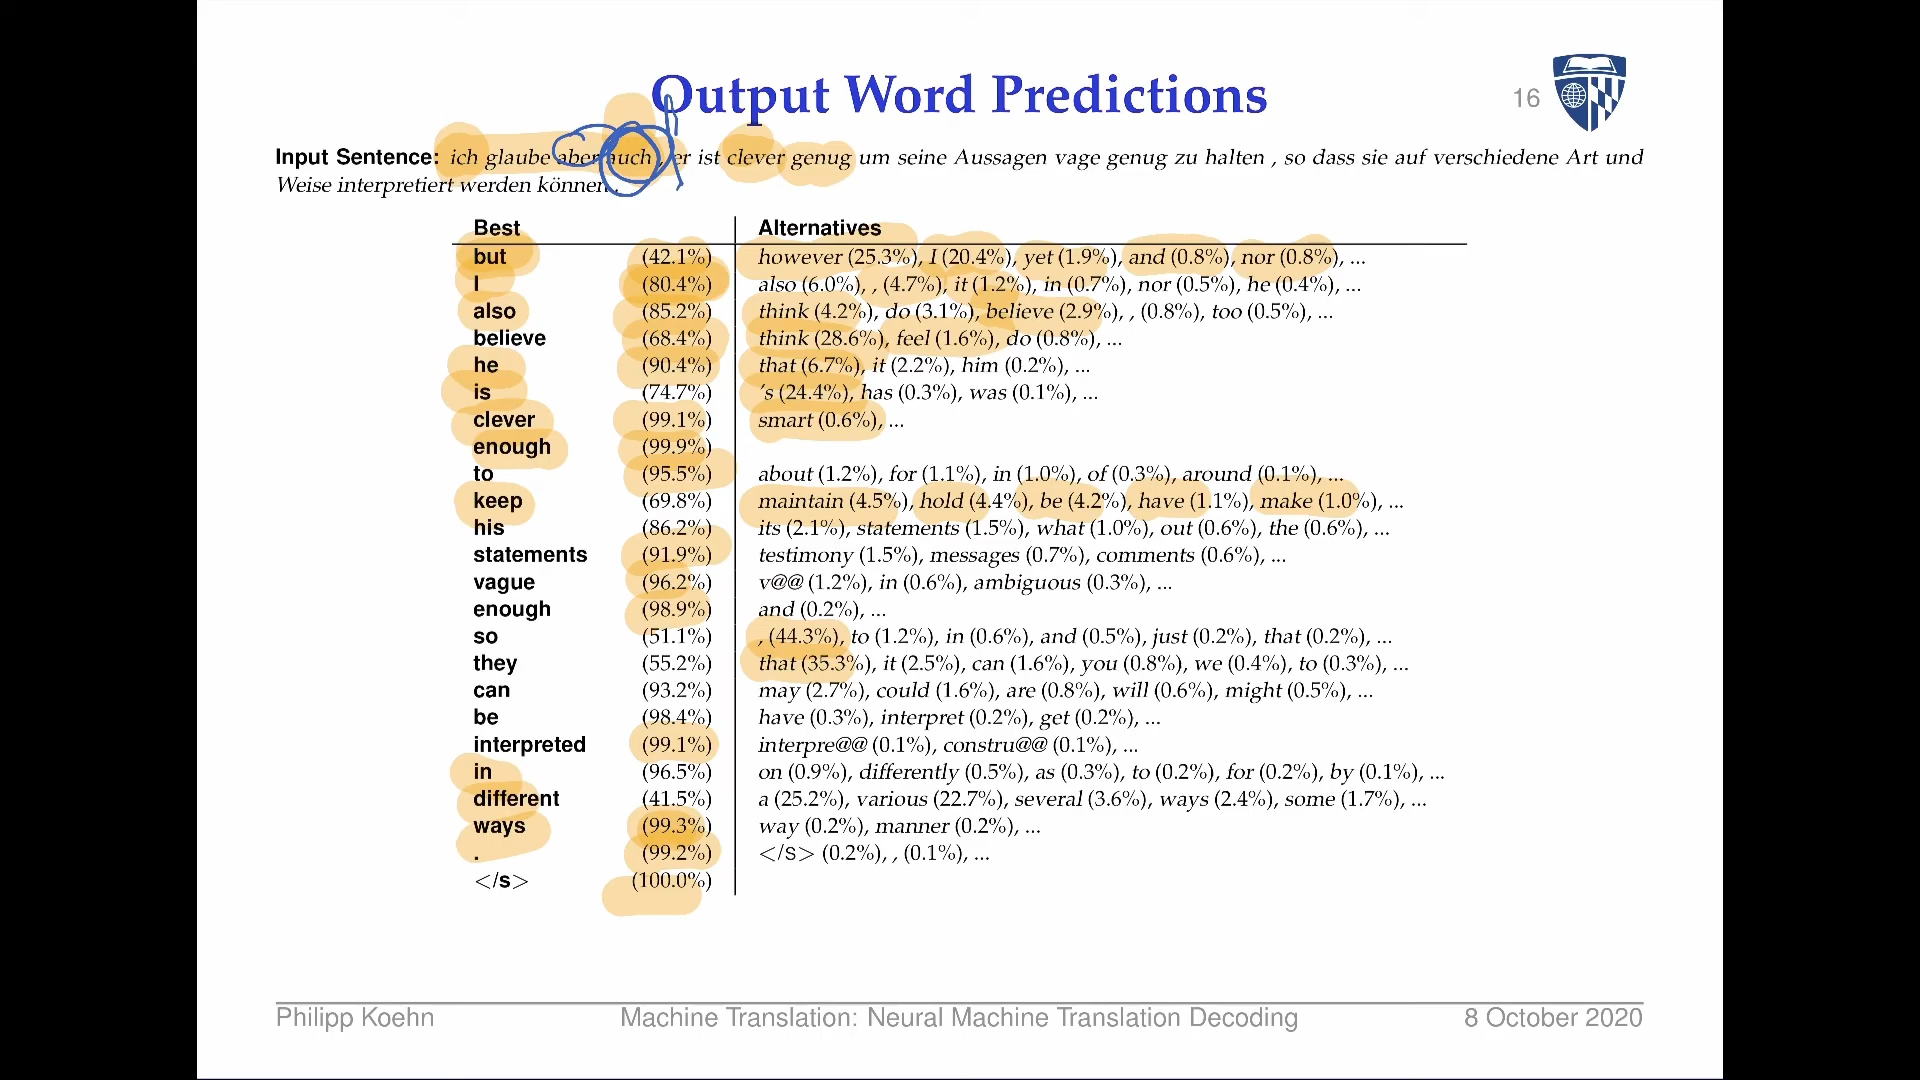 Output Word Predictions
16
Input Sentence: ich glaube aber auch , er ist clever genug um seine Aussagen vage genug zu halten , so dass sie auf verschiedene Art und
Weise interpretiert werden können .
Best Alternatives
but (42.1%) however (25.3%), I (20.4%), yet (1.9%), and (0.8%), nor (0.8%), ...
I (80.4%) also (6.0%), , (4.7%), it (1.2%), in (0.7%), nor (0.5%), he (0.4%), ...
also (85.2%) think (4.2%), do (3.1%), believe (2.9%), , (0.8%), too (0.5%), ...
believe (68.4%) think (28.6%), feel (1.6%), do (0.8%), ...
he (90.4%) that (6.7%), it (2.2%), him (0.2%), ...
is (74.7%) 's (24.4%), has (0.3%), was (0.1%), ...
clever (99.1%) smart (0.6%), ...
enough (99.9%)
to (95.5%) about (1.2%), for (1.1%), in (1.0%), of (0.3%), around (0.1%), ...
keep (69.8%) maintain (4.5%), hold (4.4%), be (4.2%), have (1.1%), make (1.0%), ...
his (86.2%) its (2.1%), statements (1.5%), what (1.0%), out (0.6%), the (0.6%), ...
statements (91.9%) testimony (1.5%), messages (0.7%), comments (0.6%), ...
vague (96.2%) v@@ (1.2%), in (0.6%), ambiguous (0.3%), ...
enough (98.9%) and (0.2%), ...
so (51.1%) , (44.3%), to (1.2%), in (0.6%), and (0.5%), just (0.2%), that (0.2%), ...
they (55.2%) that (35.3%), it (2.5%), can (1.6%), you (0.8%), we (0.4%), to (0.3%), ...
can (93.2%) may (2.7%), could (1.6%), are (0.8%), will (0.6%), might (0.5%), ...
be (98.4%) have (0.3%), interpret (0.2%), get (0.2%), ...
interpreted (99.1%) interpre@@ (0.1%), constru@@ (0.1%), ...
in (96.5%) on (0.9%), differently (0.5%), as (0.3%), to (0.2%), for (0.2%), by (0.1%), ...
different (41.5%) a (25.2%), various (22.7%), several (3.6%), ways (2.4%), some (1.7%), ...
ways (99.3%) way (0.2%), manner (0.2%), ...
. (99.2%) </s> (0.2%), , (0.1%), ...
</s> (100.0%)
Philipp Koehn Machine Translation: Neural Machine Translation Decoding 8 October 2020